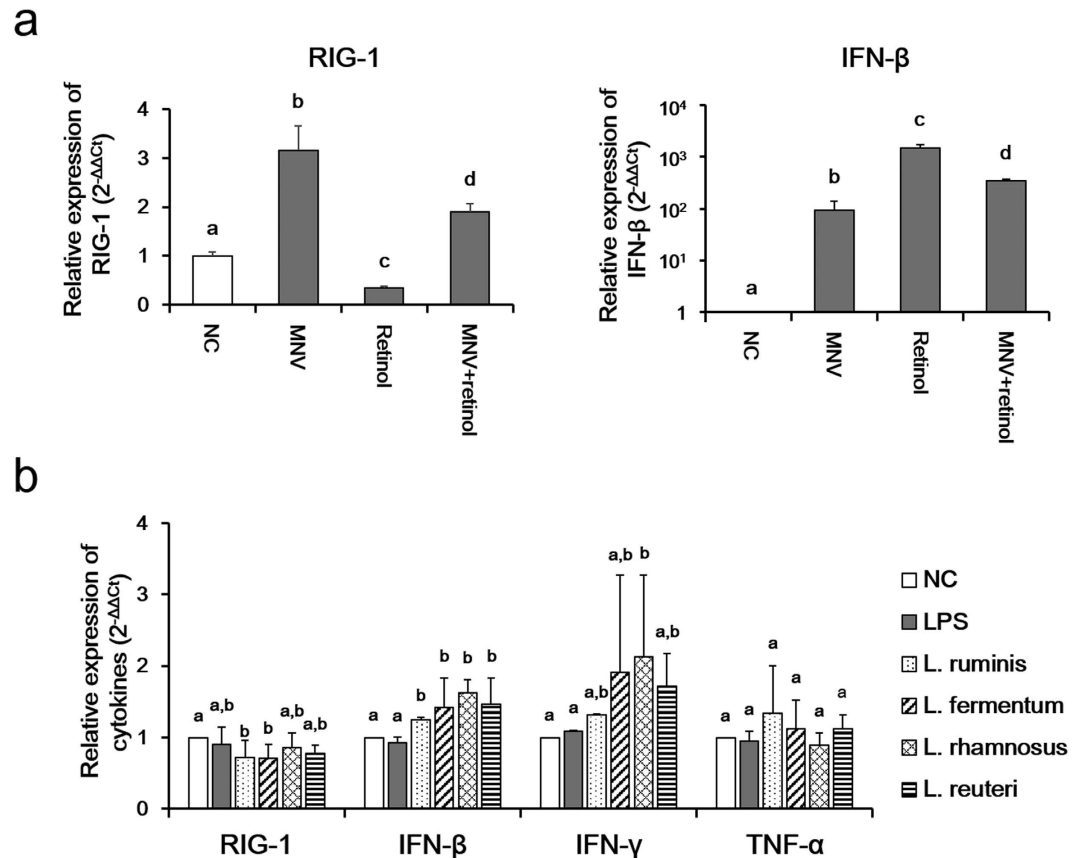 a
RIG-1
Relative expression of
RIG-1 (2-ΔΔCt)
4
3
2
1
0
a
b
c
d
NC
MNV
Retinol
MNV+retinol
IFN-β
Relative expression of
IFN-β (2-ΔΔCt)
10⁴
10³
10²
10¹
1
a
b
c
d
NC
MNV
Retinol
MNV+retinol
b
Relative expression of
cytokines (2-ΔΔCt)
4
3
2
1
0
a a,b b b a,b a,b
a a b b b b
a a a,b a,b b a,b
a a a a a a
RIG-1 IFN-β IFN-γ TNF-α
NC
LPS
L. ruminis
L. fermentum
L. rhamnosus
L. reuteri